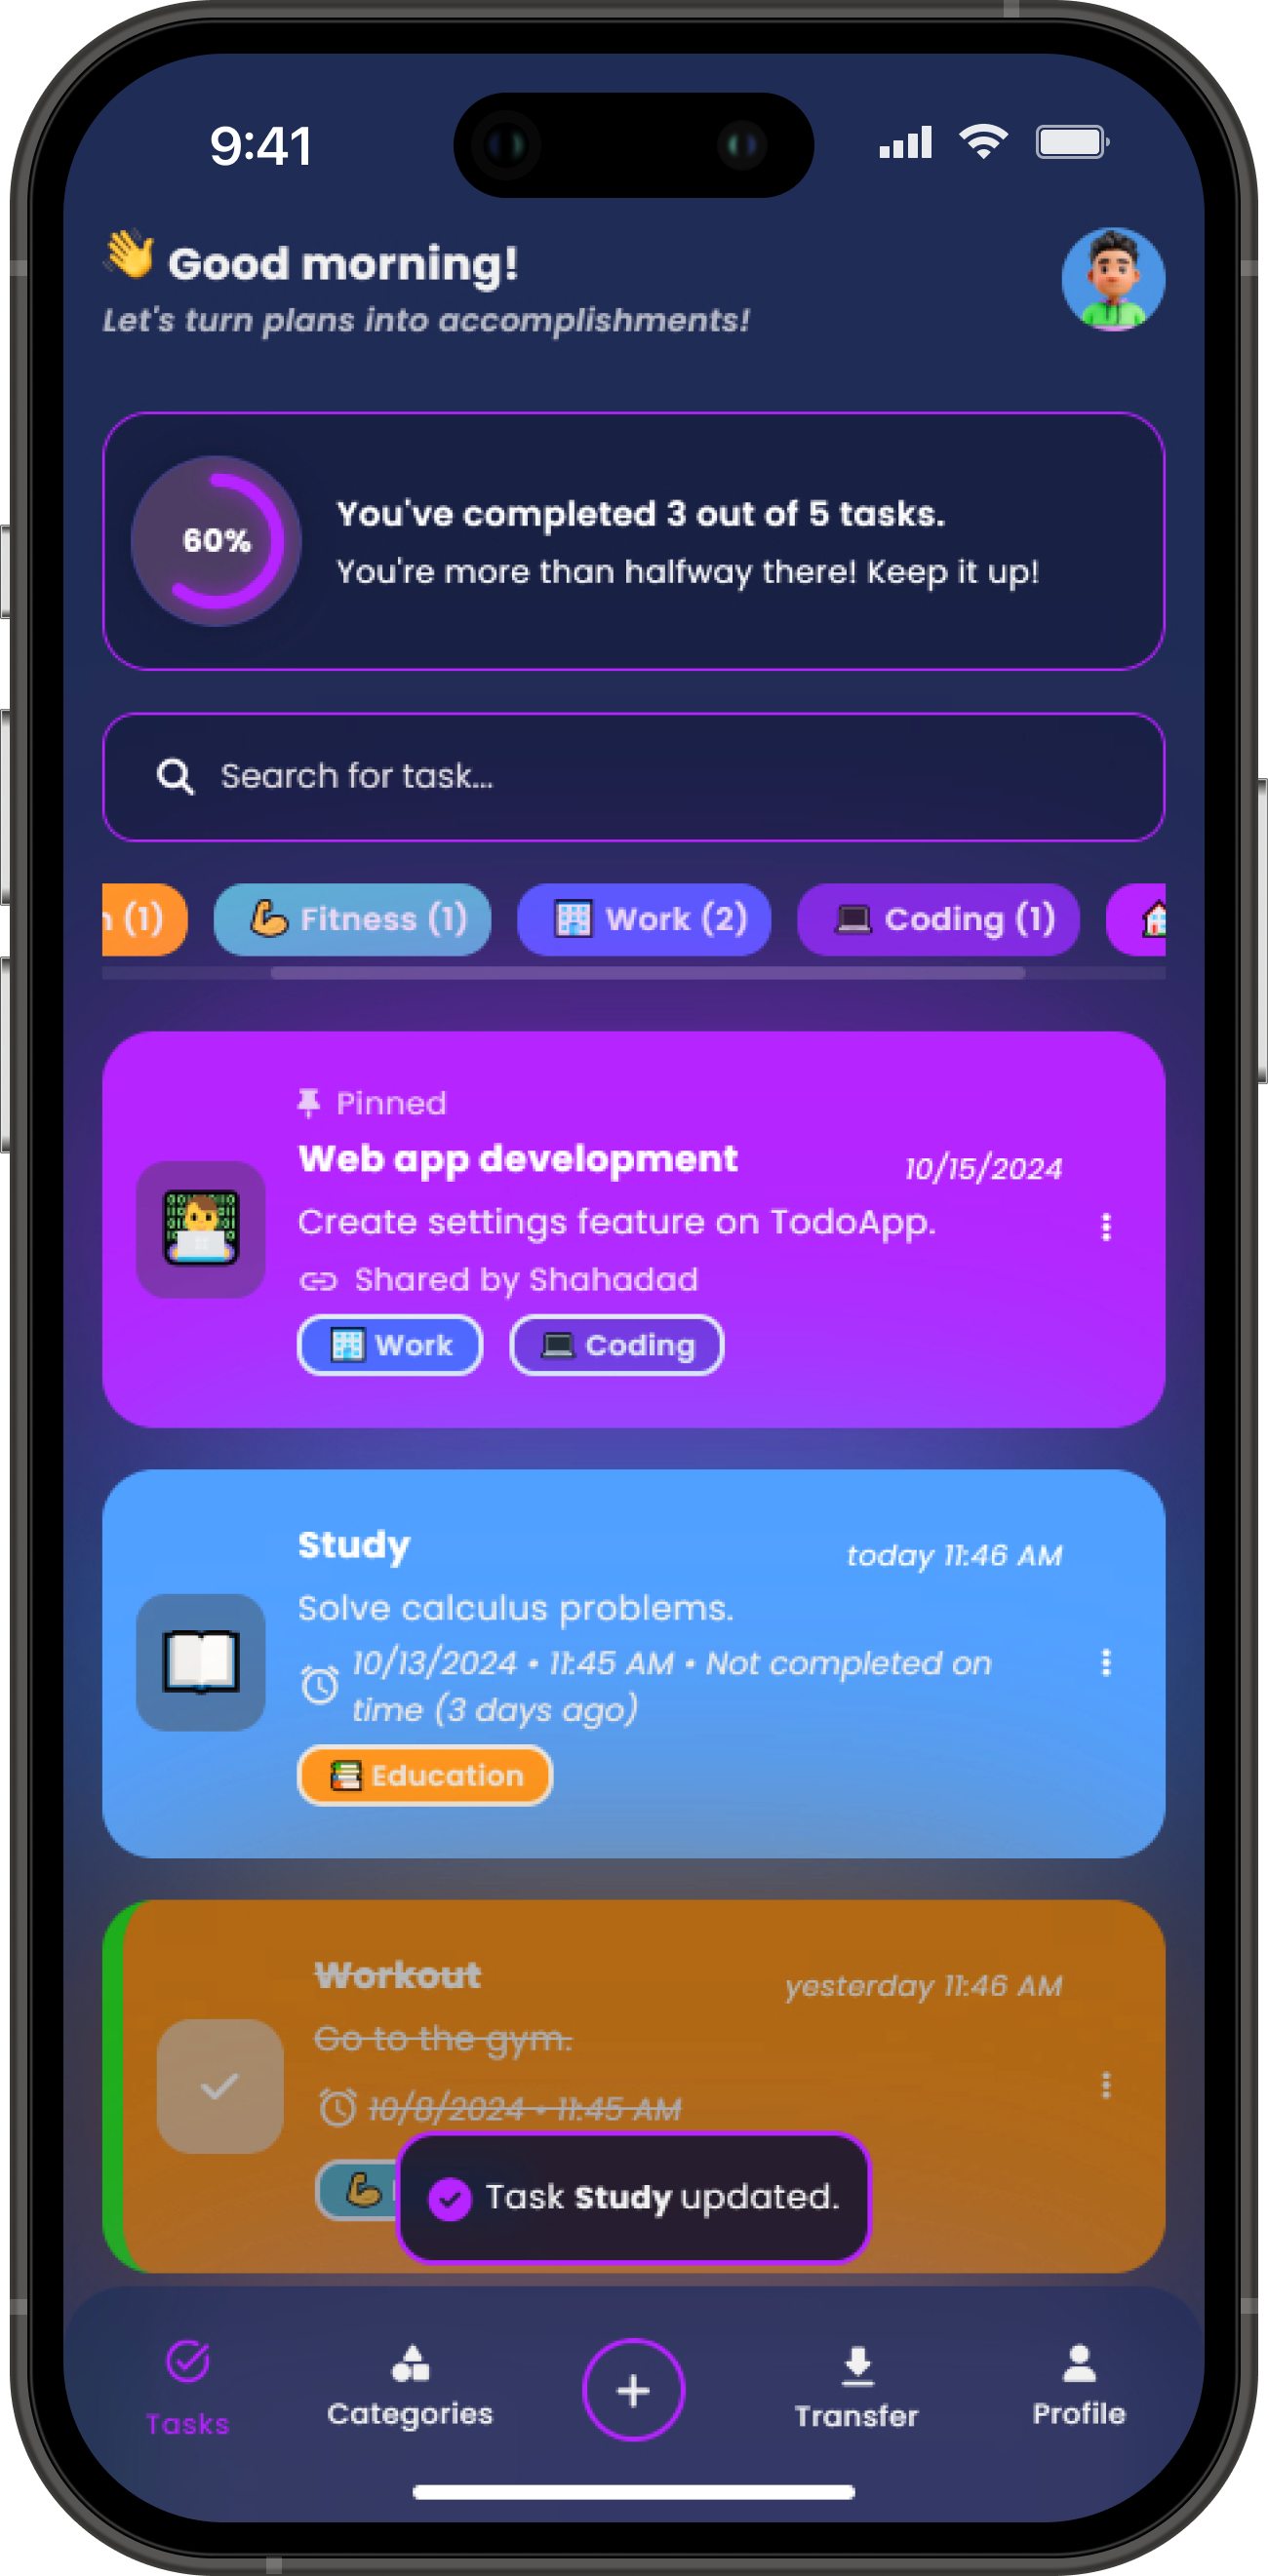 9:41
👋 Good morning!
Let's turn plans into accomplishments!
60%
You've completed 3 out of 5 tasks.
You're more than halfway there! Keep it up!
Search for task...
(1)
💪 Fitness (1)
🏢 Work (2)
💻 Coding (1)
Pinned
Web app development
10/15/2024
Create settings feature on TodoApp.
Shared by Shahadad
🏢 Work
💻 Coding
Study
today 11:46 AM
Solve calculus problems.
10/13/2024 • 11:45 AM • Not completed on
time (3 days ago)
📚 Education
Workout
yesterday 11:46 AM
Go to the gym.
10/8/2024 • 11:45 AM
Task Study updated.
Tasks
Categories
Transfer
Profile